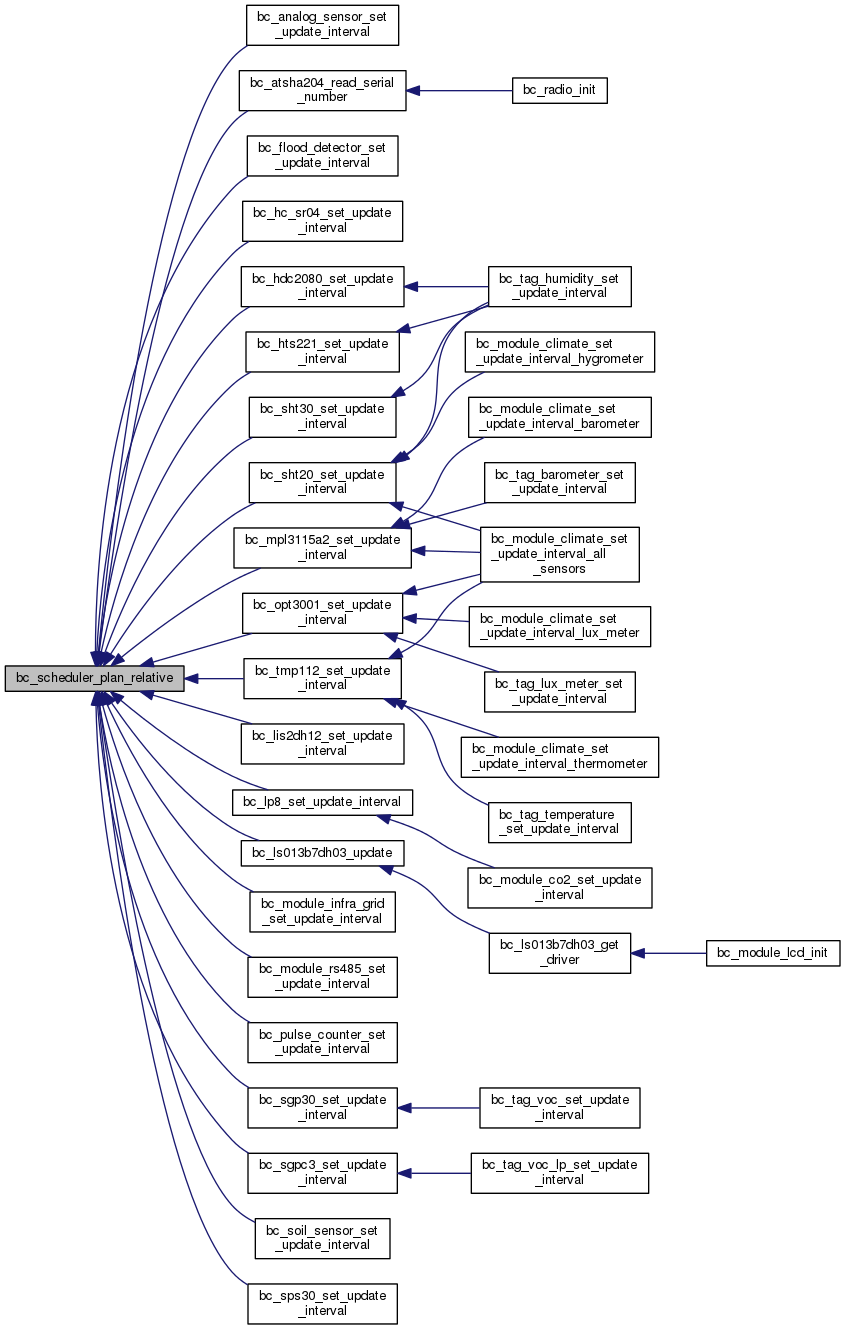 bc_analog_sensor_set
_update_interval
bc_atsha204_read_serial
_number
bc_radio_init
bc_flood_detector_set
_update_interval
bc_hc_sr04_set_update
_interval
bc_hdc2080_set_update
_interval
bc_tag_humidity_set
_update_interval
bc_hts221_set_update
_interval
bc_module_climate_set
_update_interval_hygrometer
bc_sht30_set_update
_interval
bc_module_climate_set
_update_interval_barometer
bc_sht20_set_update
_interval
bc_tag_barometer_set
_update_interval
bc_mpl3115a2_set_update
_interval
bc_module_climate_set
_update_interval_all
_sensors
bc_opt3001_set_update
_interval
bc_module_climate_set
_update_interval_lux_meter
bc_scheduler_plan_relative
bc_tmp112_set_update
_interval
bc_tag_lux_meter_set
_update_interval
bc_lis2dh12_set_update
_interval
bc_module_climate_set
_update_interval_thermometer
bc_lp8_set_update_interval
bc_tag_temperature
_set_update_interval
bc_ls013b7dh03_update
bc_module_co2_set_update
_interval
bc_module_infra_grid
_set_update_interval
bc_ls013b7dh03_get
_driver
bc_module_lcd_init
bc_module_rs485_set
_update_interval
bc_pulse_counter_set
_update_interval
bc_sgp30_set_update
_interval
bc_tag_voc_set_update
_interval
bc_sgpc3_set_update
_interval
bc_tag_voc_lp_set_update
_interval
bc_soil_sensor_set
_update_interval
bc_sps30_set_update
_interval